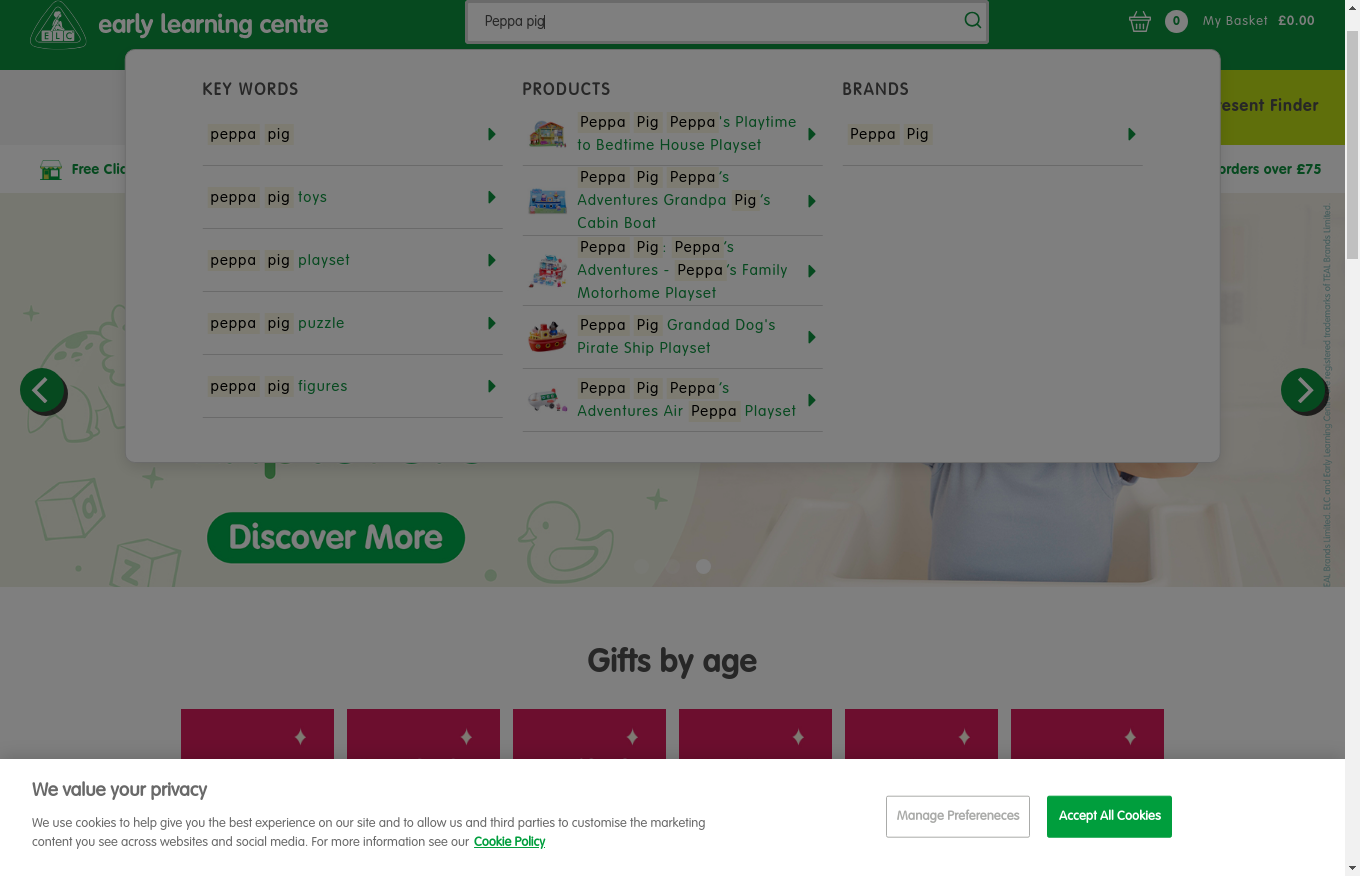 ELC
early learning centre
Peppa pig
0 My Basket £0.00
esent Finder
Free Clic
orders over £75
KEY WORDS
peppa pig
peppa pig toys
peppa pig playset
peppa pig puzzle
peppa pig figures
PRODUCTS
Peppa Pig Peppa's Playtime
to Bedtime House Playset
Peppa Pig Peppa’s
Adventures Grandpa Pig’s
Cabin Boat
Peppa Pig: Peppa’s
Adventures - Peppa’s Family
Motorhome Playset
Peppa Pig Grandad Dog's
Pirate Ship Playset
Peppa Pig Peppa’s
Adventures Air Peppa Playset
BRANDS
Peppa Pig
Discover More
Gifts by age
We value your privacy
We use cookies to help give you the best experience on our site and to allow us and third parties to customise the marketing
content you see across websites and social media. For more information see our Cookie Policy
Manage Prefereneces
Accept All Cookies